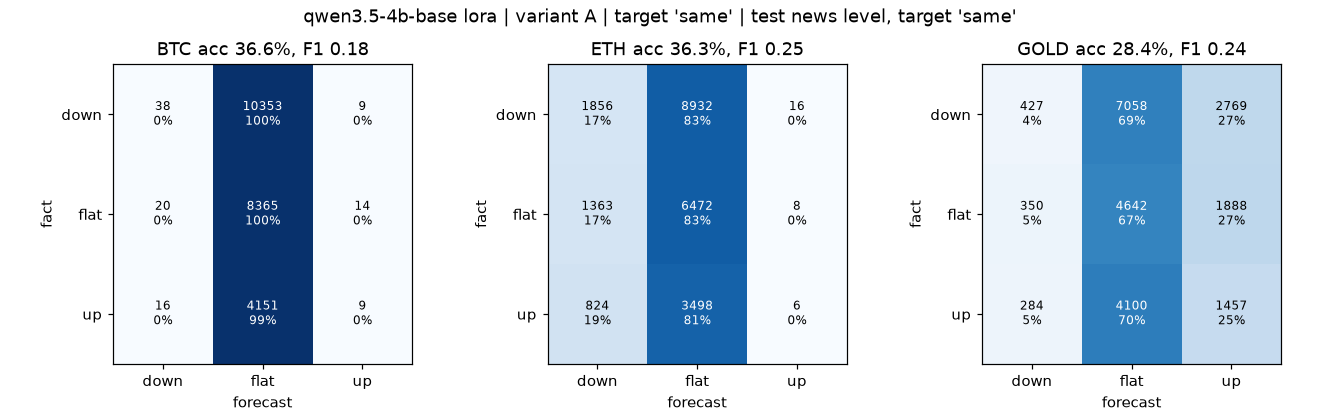 qwen3.5-4b-base lora | variant A | target 'same' | test news level, target 'same'
BTC acc 36.6%, F1 0.18
fact
down
38
0%
10353
100%
9
0%
flat
20
0%
8365
100%
14
0%
up
16
0%
4151
99%
9
0%
down flat up
forecast
ETH acc 36.3%, F1 0.25
fact
down
1856
17%
8932
83%
16
0%
flat
1363
17%
6472
83%
8
0%
up
824
19%
3498
81%
6
0%
down flat up
forecast
GOLD acc 28.4%, F1 0.24
fact
down
427
4%
7058
69%
2769
27%
flat
350
5%
4642
67%
1888
27%
up
284
5%
4100
70%
1457
25%
down flat up
forecast